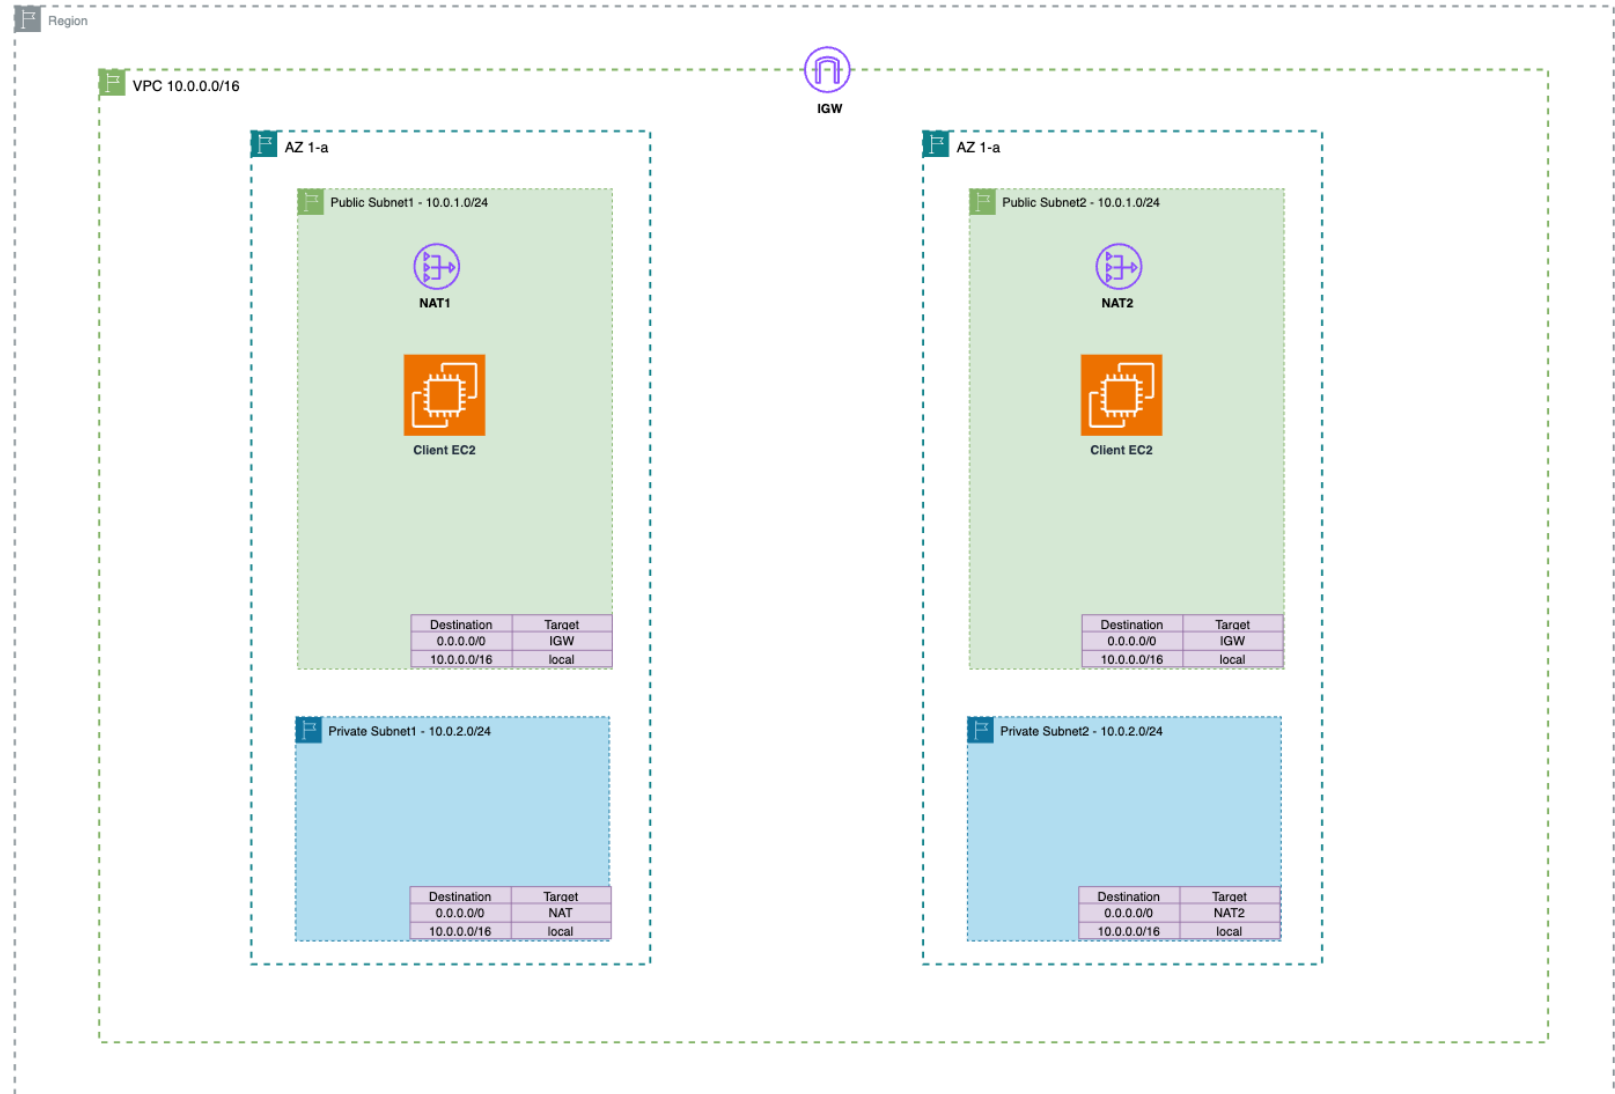 Region
VPC 10.0.0.0/16
IGW
AZ 1-a
Public Subnet1 - 10.0.1.0/24
NAT1
Client EC2
Destination Target
0.0.0.0/0 IGW
10.0.0.0/16 local
Private Subnet1 - 10.0.2.0/24
Destination Target
0.0.0.0/0 NAT
10.0.0.0/16 local
AZ 1-a
Public Subnet2 - 10.0.1.0/24
NAT2
Client EC2
Destination Target
0.0.0.0/0 IGW
10.0.0.0/16 local
Private Subnet2 - 10.0.2.0/24
Destination Target
0.0.0.0/0 NAT2
10.0.0.0/16 local